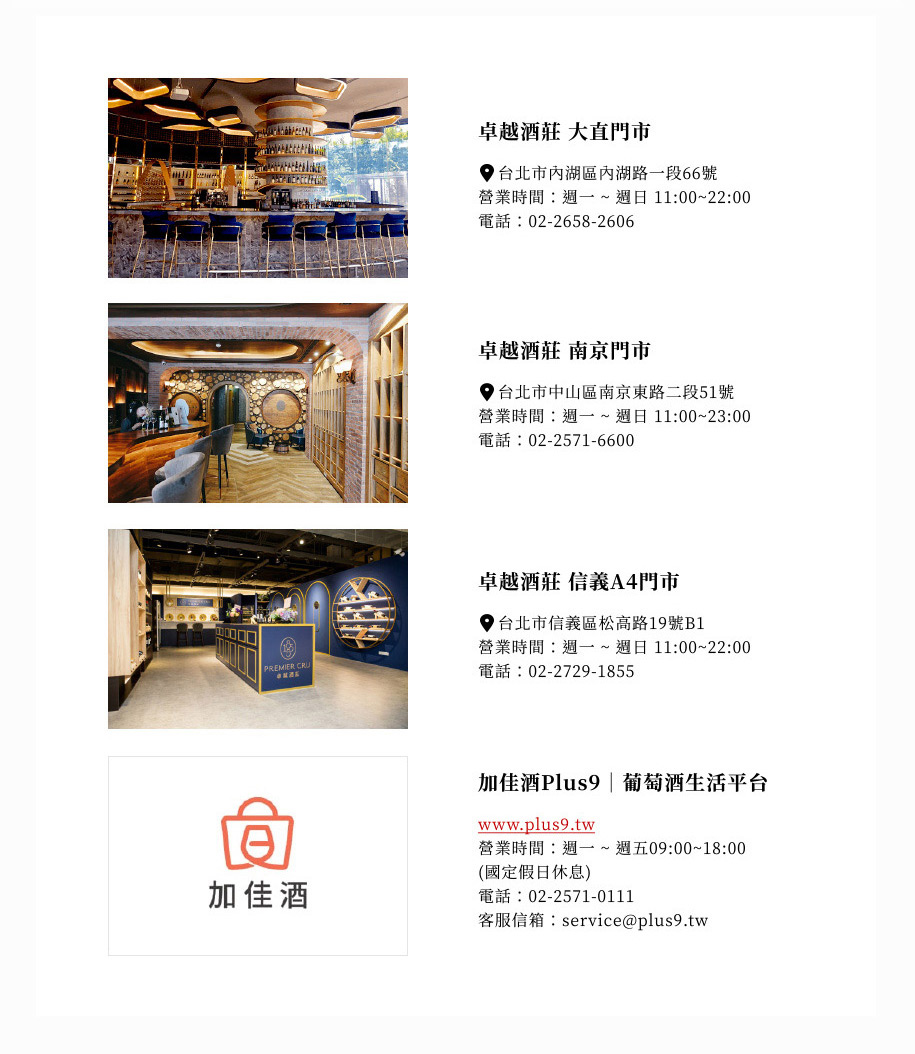 卓越酒莊 大直門市
台北市內湖區內湖路一段66號
營業時間：週一 ~ 週日 11:00~22:00
電話：02-2658-2606
卓越酒莊 南京門市
台北市中山區南京東路二段51號
營業時間：週一 ~ 週日 11:00~23:00
電話：02-2571-6600
卓越酒莊 信義A4門市
台北市信義區松高路19號B1
營業時間：週一 ~ 週日 11:00~22:00
電話：02-2729-1855
PREMIER CRU
卓越酒莊
加佳酒
加佳酒Plus9｜葡萄酒生活平台
www.plus9.tw
營業時間：週一 ~ 週五09:00~18:00
(國定假日休息)
電話：02-2571-0111
客服信箱：service@plus9.tw